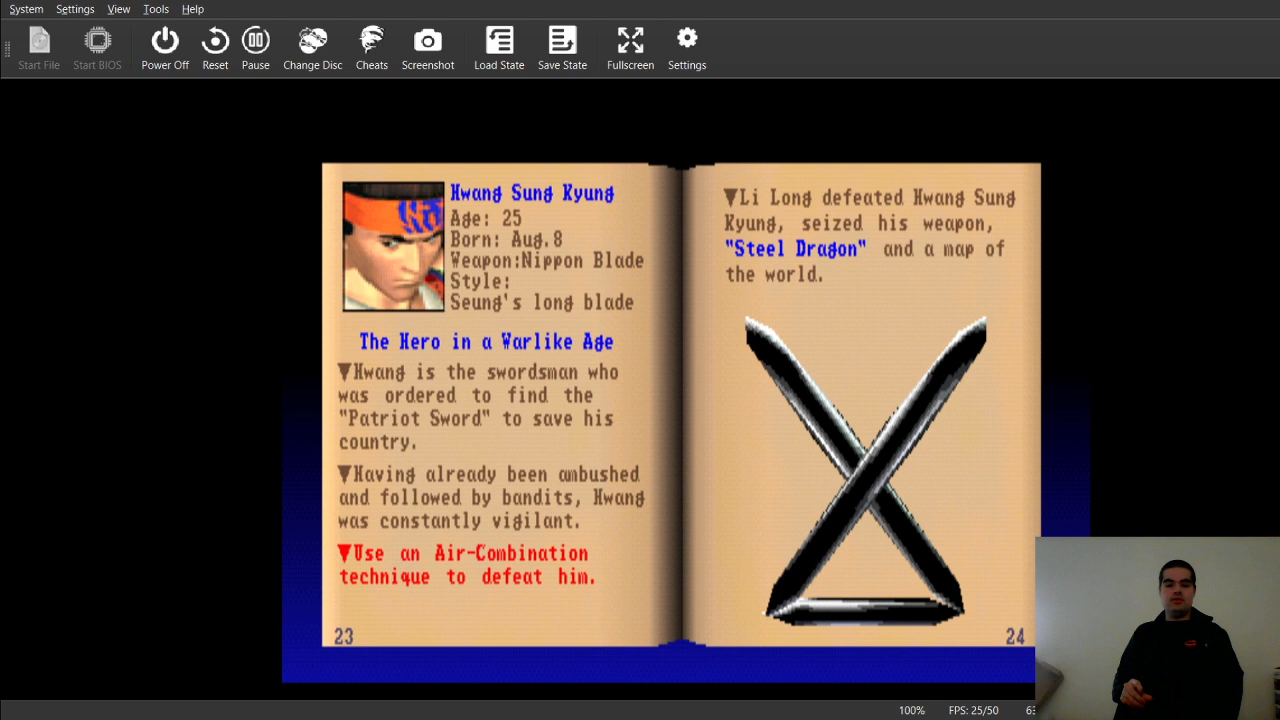 System Settings View Tools Help
Start File Start BIOS Power Off Reset Pause Change Disc Cheats Screenshot Load State Save State Fullscreen Settings
Hwang Sung Kyung
Age: 25
Born: Aug.8
Weapon:Nippon Blade
Style:
Seung's long blade
The Hero in a Warlike Age
▼Hwang is the swordsman who
was ordered to find the
"Patriot Sword" to save his
country.
▼Having already been ambushed
and followed by bandits, Hwang
was constantly vigilant.
▼Use an Air-Combination
technique to defeat him.
23
▼Li Long defeated Hwang Sung
Kyung, seized his weapon,
"Steel Dragon" and a map of
the world.
24
100% FPS: 25/50